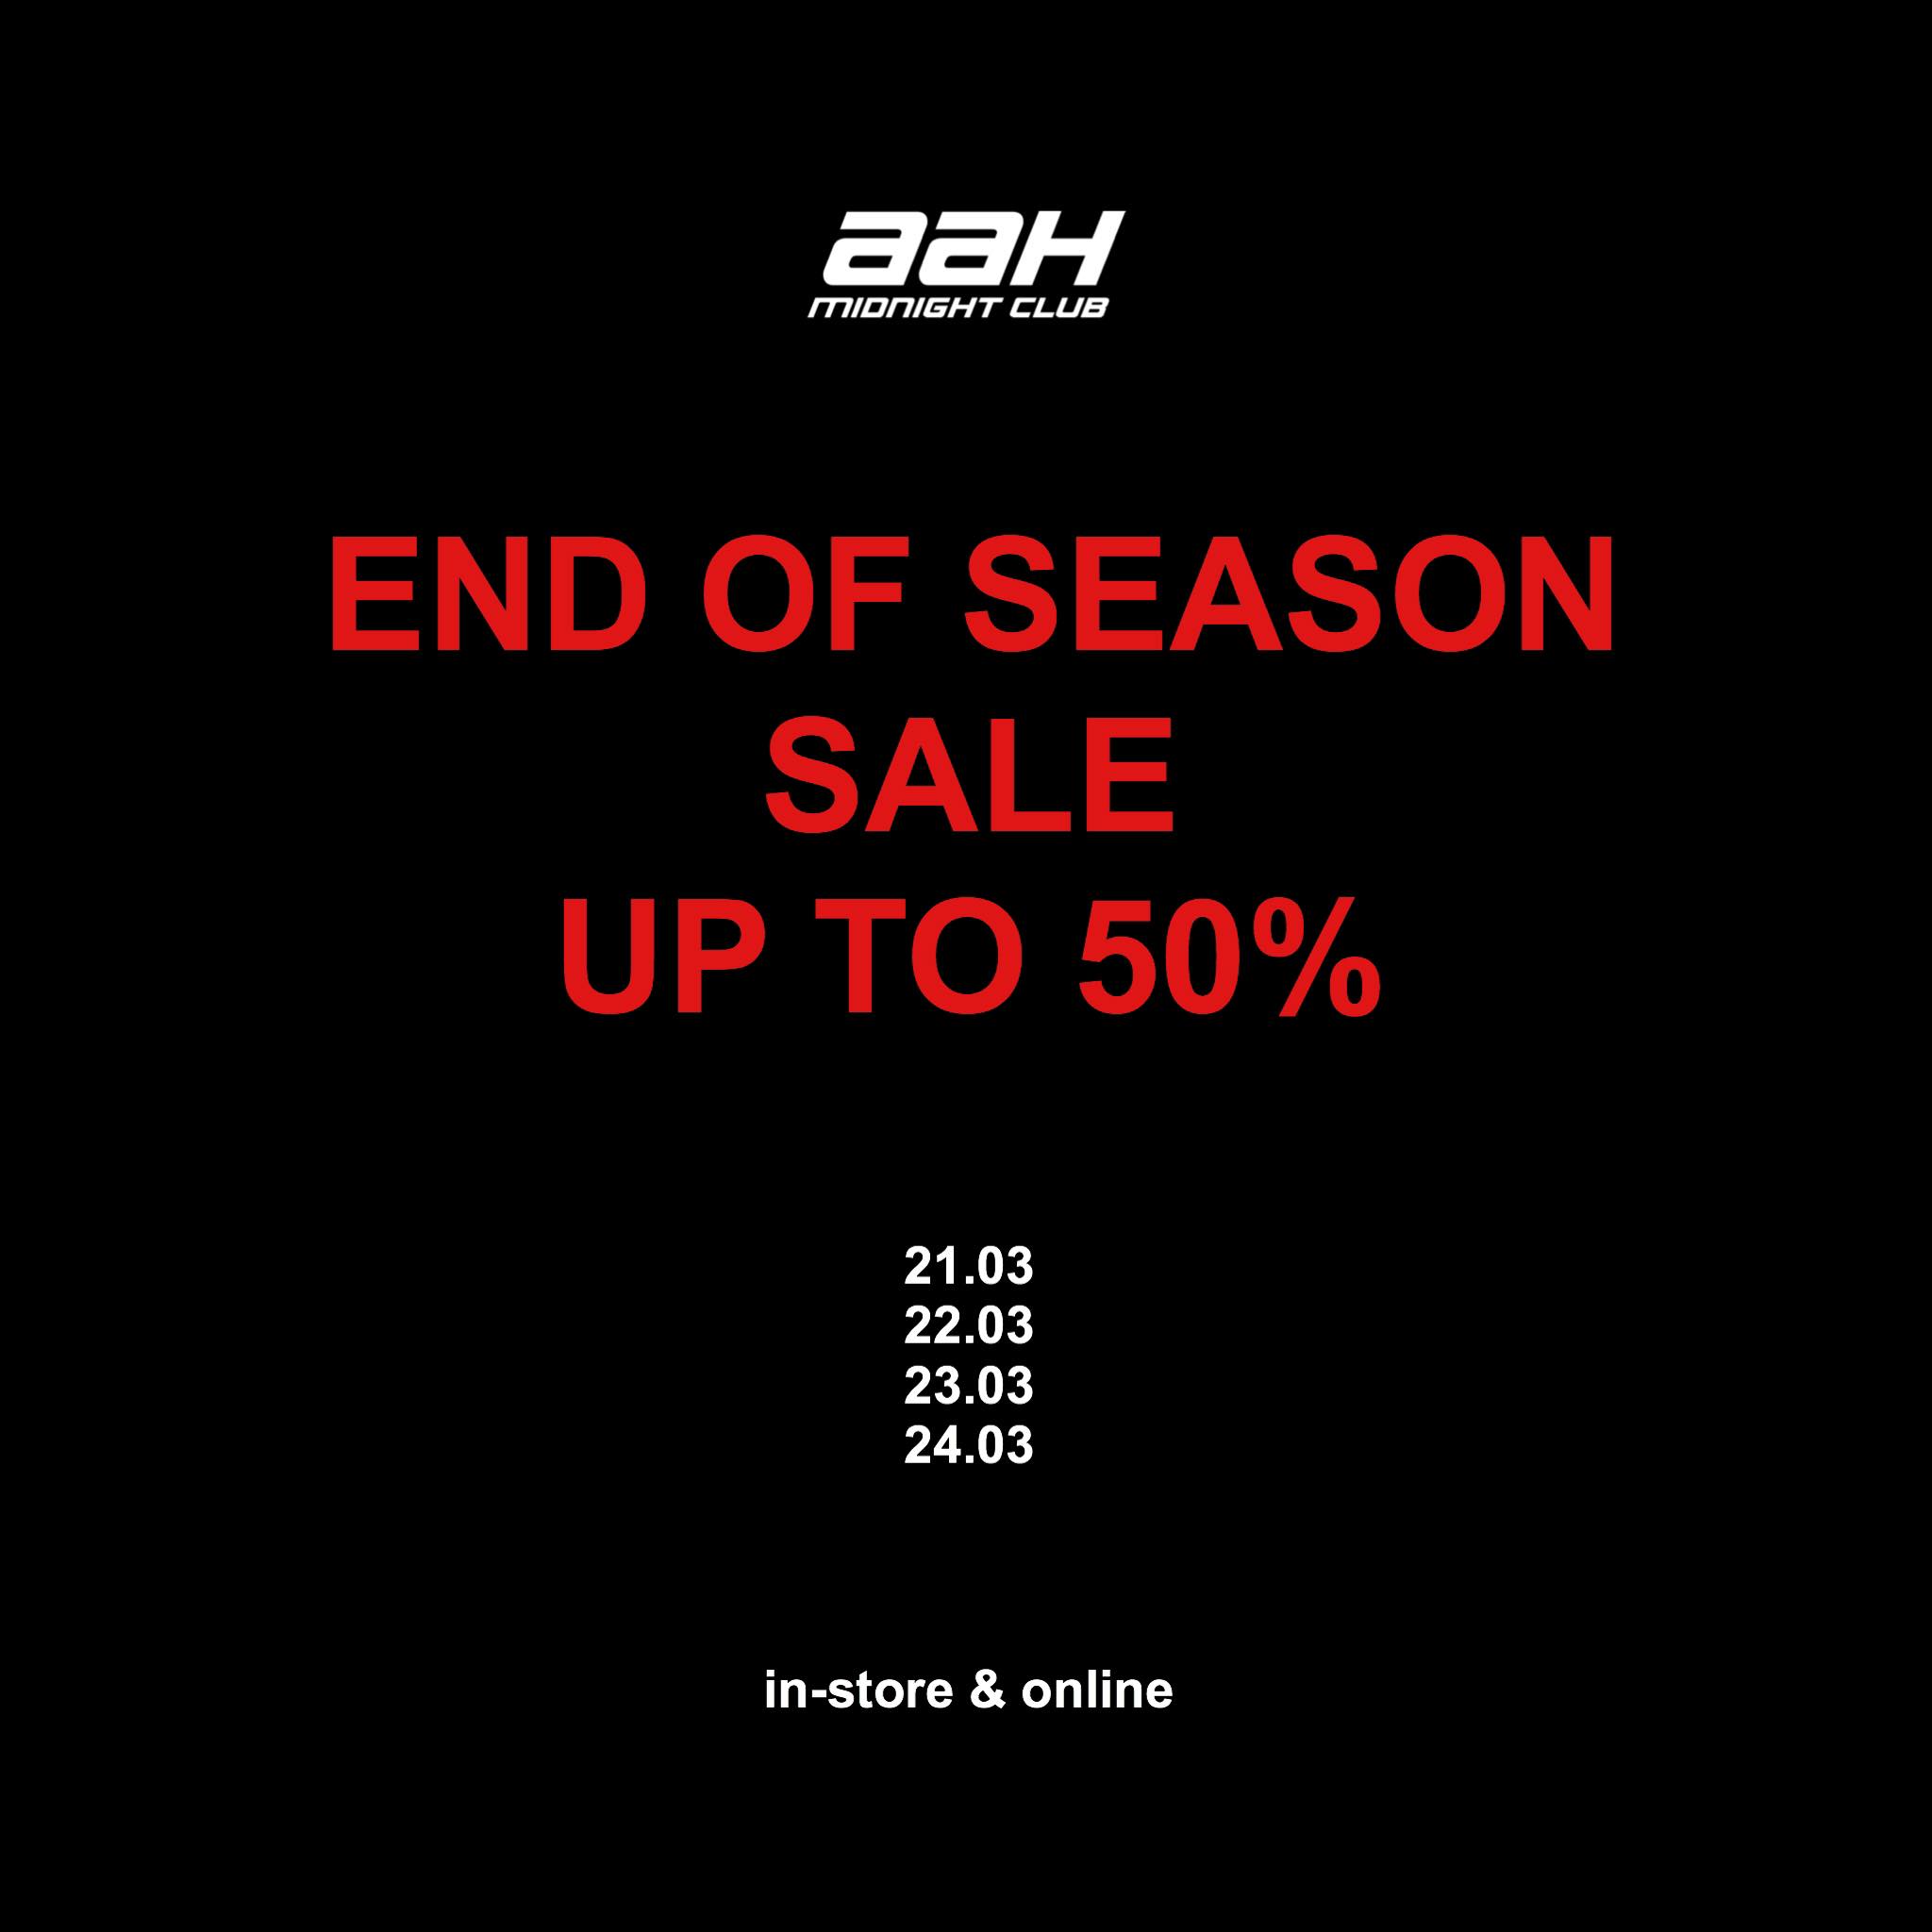 aaH
MIDNIGHT CLUB
END OF SEASON
SALE
UP TO 50%
21.03
22.03
23.03
24.03
in-store & online